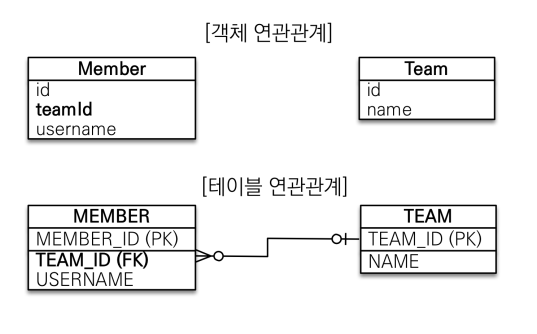 [객체 연관관계]
Member
id
teamId
username
Team
id
name
[테이블 연관관계]
MEMBER
MEMBER_ID (PK)
TEAM_ID (FK)
USERNAME
TEAM
TEAM_ID (PK)
NAME